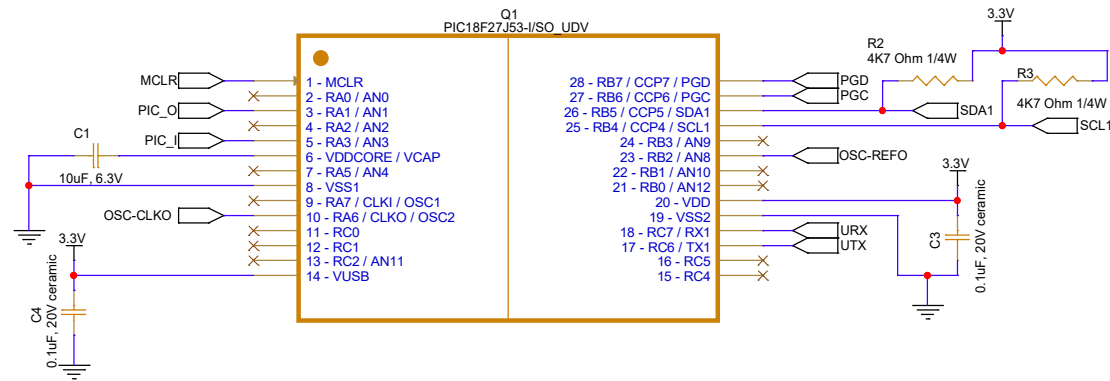 Q1
PIC18F27J53-I/SO_UDV
MCLR
PIC_O
PIC_I
C1
10uF, 6.3V
OSC-CLKO
3.3V
C4
0.1uF, 20V ceramic
1 - MCLR
2 - RA0 / AN0
3 - RA1 / AN1
4 - RA2 / AN2
5 - RA3 / AN3
6 - VDDCORE / VCAP
7 - RA5 / AN4
8 - VSS1
9 - RA7 / CLKI / OSC1
10 - RA6 / CLKO / OSC2
11 - RC0
12 - RC1
13 - RC2 / AN11
14 - VUSB
28 - RB7 / CCP7 / PGD
27 - RB6 / CCP6 / PGC
26 - RB5 / CCP5 / SDA1
25 - RB4 / CCP4 / SCL1
24 - RB3 / AN9
23 - RB2 / AN8
22 - RB1 / AN10
21 - RB0 / AN12
20 - VDD
19 - VSS2
18 - RC7 / RX1
17 - RC6 / TX1
16 - RC5
15 - RC4
3.3V
R2
4K7 Ohm 1/4W
R3
4K7 Ohm 1/4W
PGD
PGC
SDA1
SCL1
OSC-REFO
3.3V
URX
UTX
C3
0.1uF, 20V ceramic